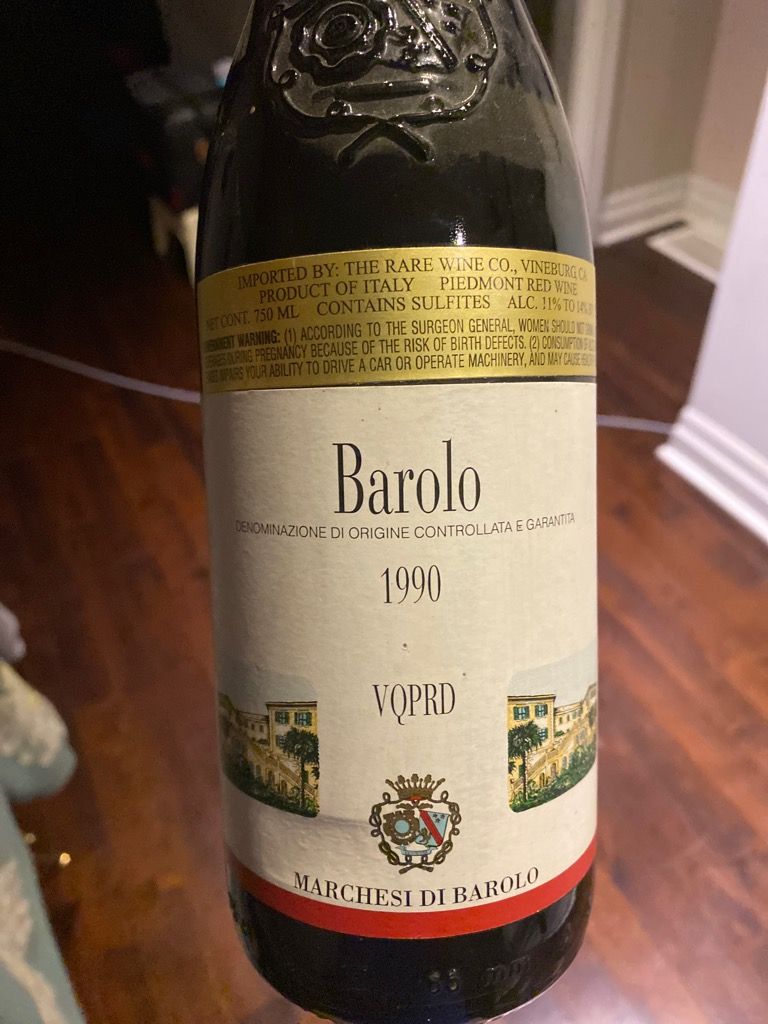 IMPORTED BY: THE RARE WINE CO., VINEBURG, CA
PRODUCT OF ITALY PIEDMONT RED WINE
NET CONT. 750 ML CONTAINS SULFITES ALC. 11% TO 14%
WARNING: (1) ACCORDING TO THE SURGEON GENERAL, WOMEN SHOULD NOT
DURING PREGNANCY BECAUSE OF THE RISK OF BIRTH DEFECTS. (2) CONSUMPTION OF
IMPAIRS YOUR ABILITY TO DRIVE A CAR OR OPERATE MACHINERY, AND MAY CAUSE
Barolo
DENOMINAZIONE DI ORIGINE CONTROLLATA E GARANTITA
1990
VQPRD
MARCHESI DI BAROLO